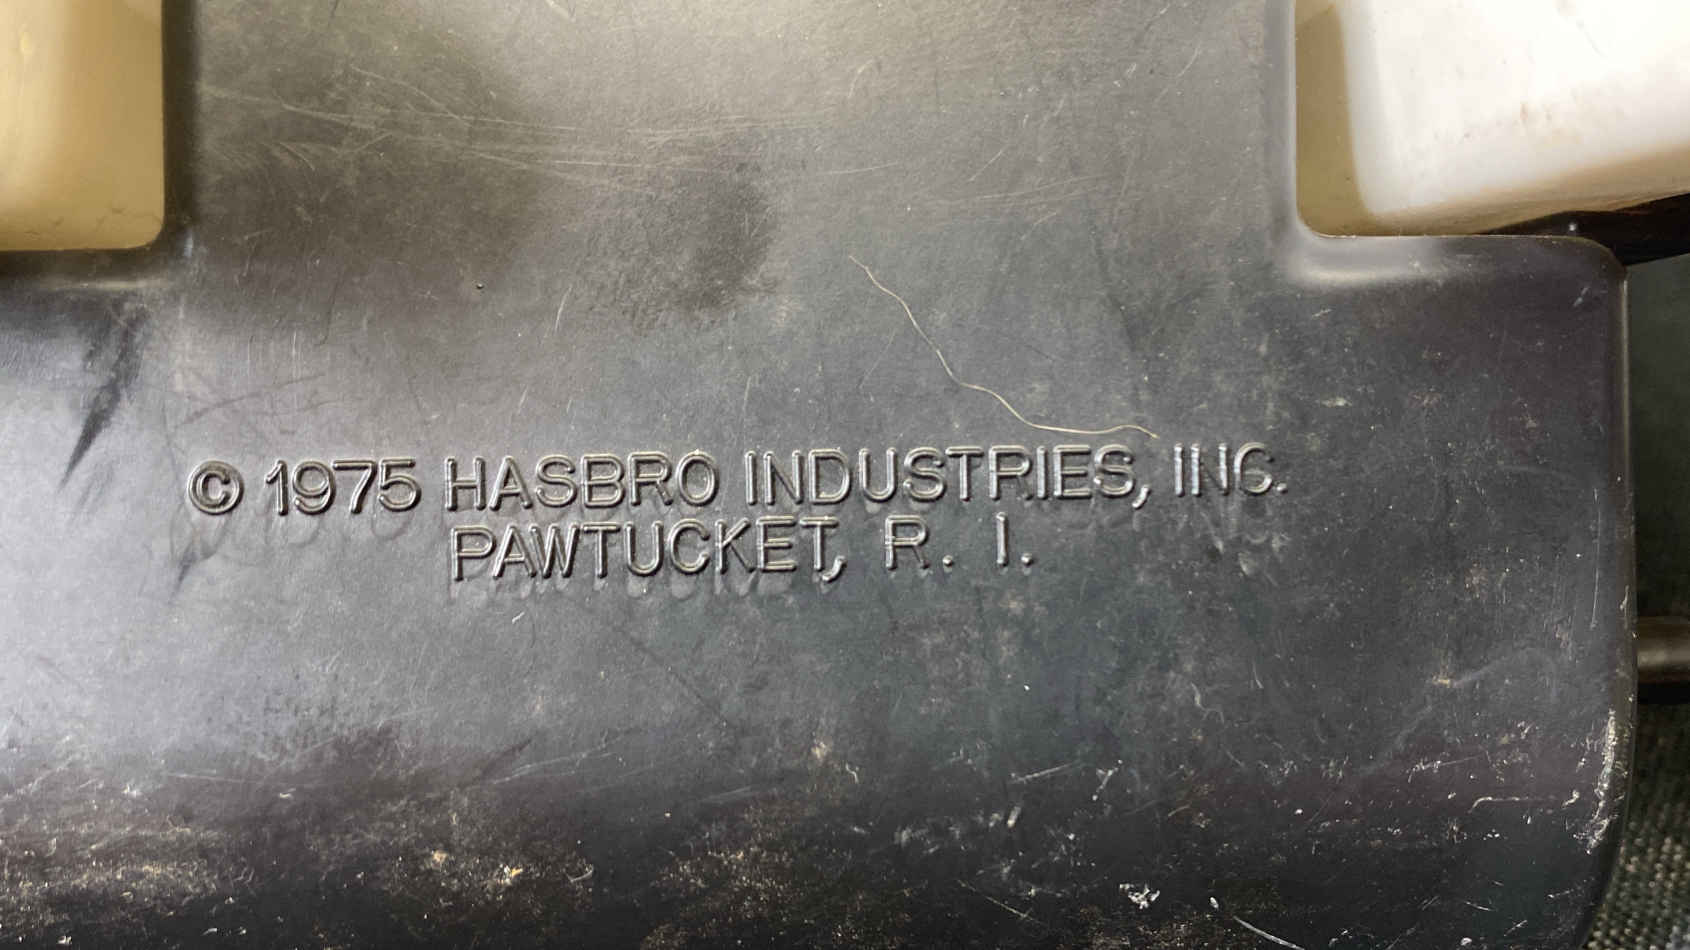 © 1975 HASBRO INDUSTRIES, INC.
PAWTUCKET, R. I.